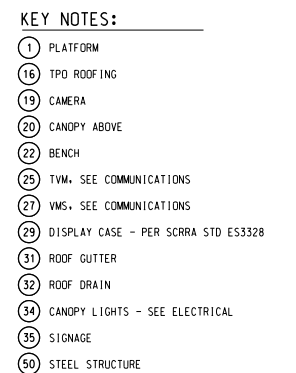 KEY NOTES:
1 PLATFORM
16 TPO ROOFING
19 CAMERA
20 CANOPY ABOVE
22 BENCH
25 TVM. SEE COMMUNICATIONS
27 VMS. SEE COMMUNICATIONS
29 DISPLAY CASE - PER SCRRA STD ES3328
31 ROOF GUTTER
32 ROOF DRAIN
34 CANOPY LIGHTS - SEE ELECTRICAL
35 SIGNAGE
50 STEEL STRUCTURE